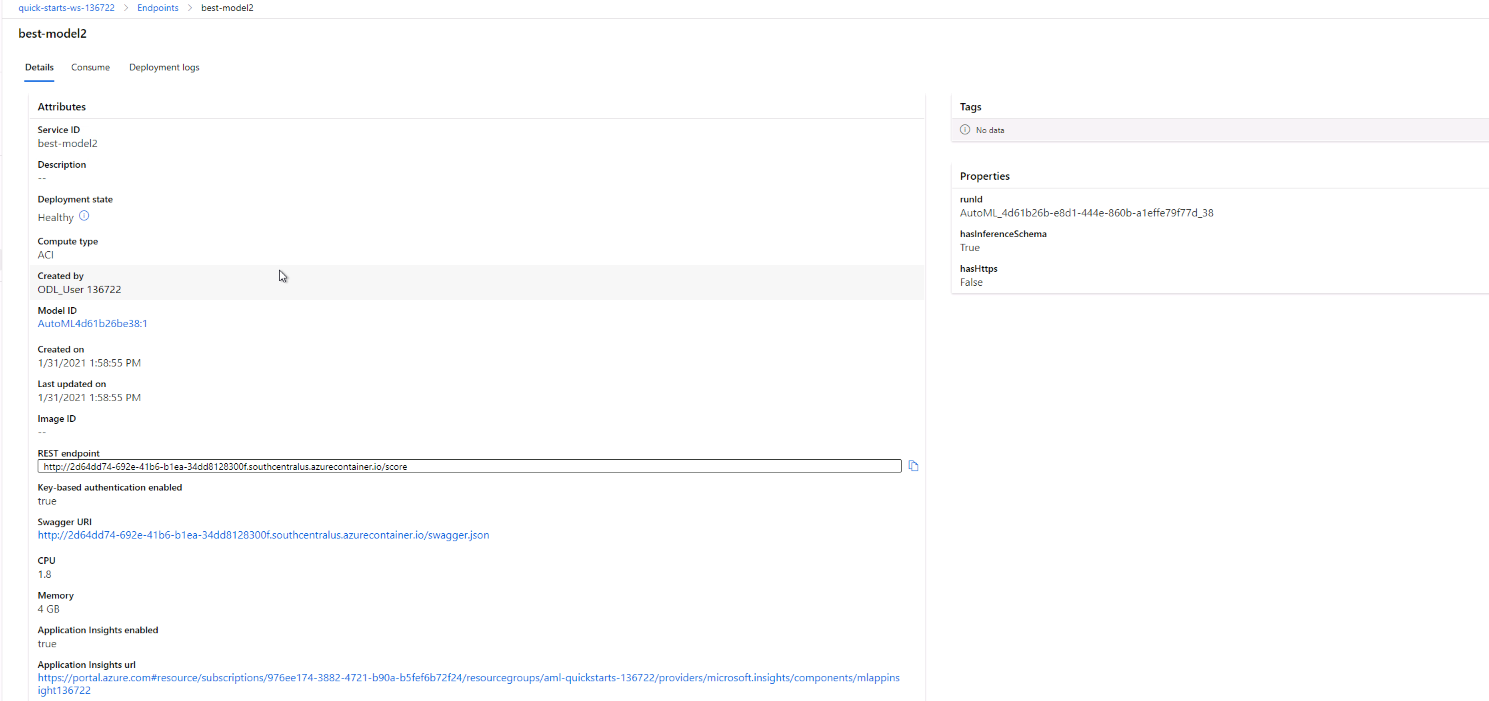 quick-starts-ws-136722 > Endpoints > best-model2
best-model2
Details Consume Deployment logs
Attributes
Service ID
best-model2
Description
--
Deployment state
Healthy
Compute type
ACI
Created by
ODL_User 136722
Model ID
AutoML4d61b26be38:1
Created on
1/31/2021 1:58:55 PM
Last updated on
1/31/2021 1:58:55 PM
Image ID
--
REST endpoint
http://2d64dd74-692e-41b6-b1ea-34dd8128300f.southcentralus.azurecontainer.io/score
Key-based authentication enabled
true
Swagger URI
http://2d64dd74-692e-41b6-b1ea-34dd8128300f.southcentralus.azurecontainer.io/swagger.json
CPU
1.8
Memory
4 GB
Application Insights enabled
true
Application Insights url
https://portal.azure.com#resource/subscriptions/976ee174-3882-4721-b90a-b5fef6b72f24/resourcegroups/aml-quickstarts-136722/providers/microsoft.insights/components/mlappins
ight136722
Tags
No data
Properties
runId
AutoML_4d61b26b-e8d1-444e-860b-a1effe79f77d_38
hasInferenceSchema
True
hasHttps
False